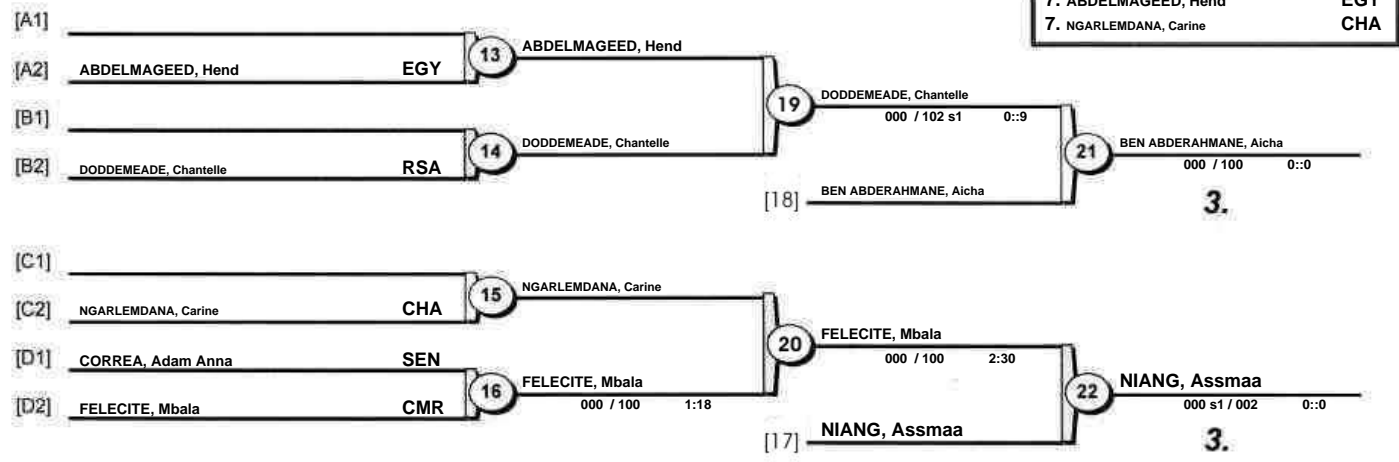 7. ABDELMAGEED, Hend EGY
7. NGARLEMDANA, Carine CHA
[A1]
13 ABDELMAGEED, Hend
[A2] ABDELMAGEED, Hend EGY
19 DODDEMEADE, Chantelle
000 / 102 s1 0::9
[B1]
14 DODDEMEADE, Chantelle
[B2] DODDEMEADE, Chantelle RSA
21 BEN ABDERAHMANE, Aicha
000 / 100 0::0
[18] BEN ABDERAHMANE, Aicha
3.
[C1]
15 NGARLEMDANA, Carine
[C2] NGARLEMDANA, Carine CHA
20 FELECITE, Mbala
000 / 100 2:30
[D1] CORREA, Adam Anna SEN
16 FELECITE, Mbala
000 / 100 1:18
[D2] FELECITE, Mbala CMR
22 NIANG, Assmaa
000 s1 / 002 0::0
[17] NIANG, Assmaa
3.